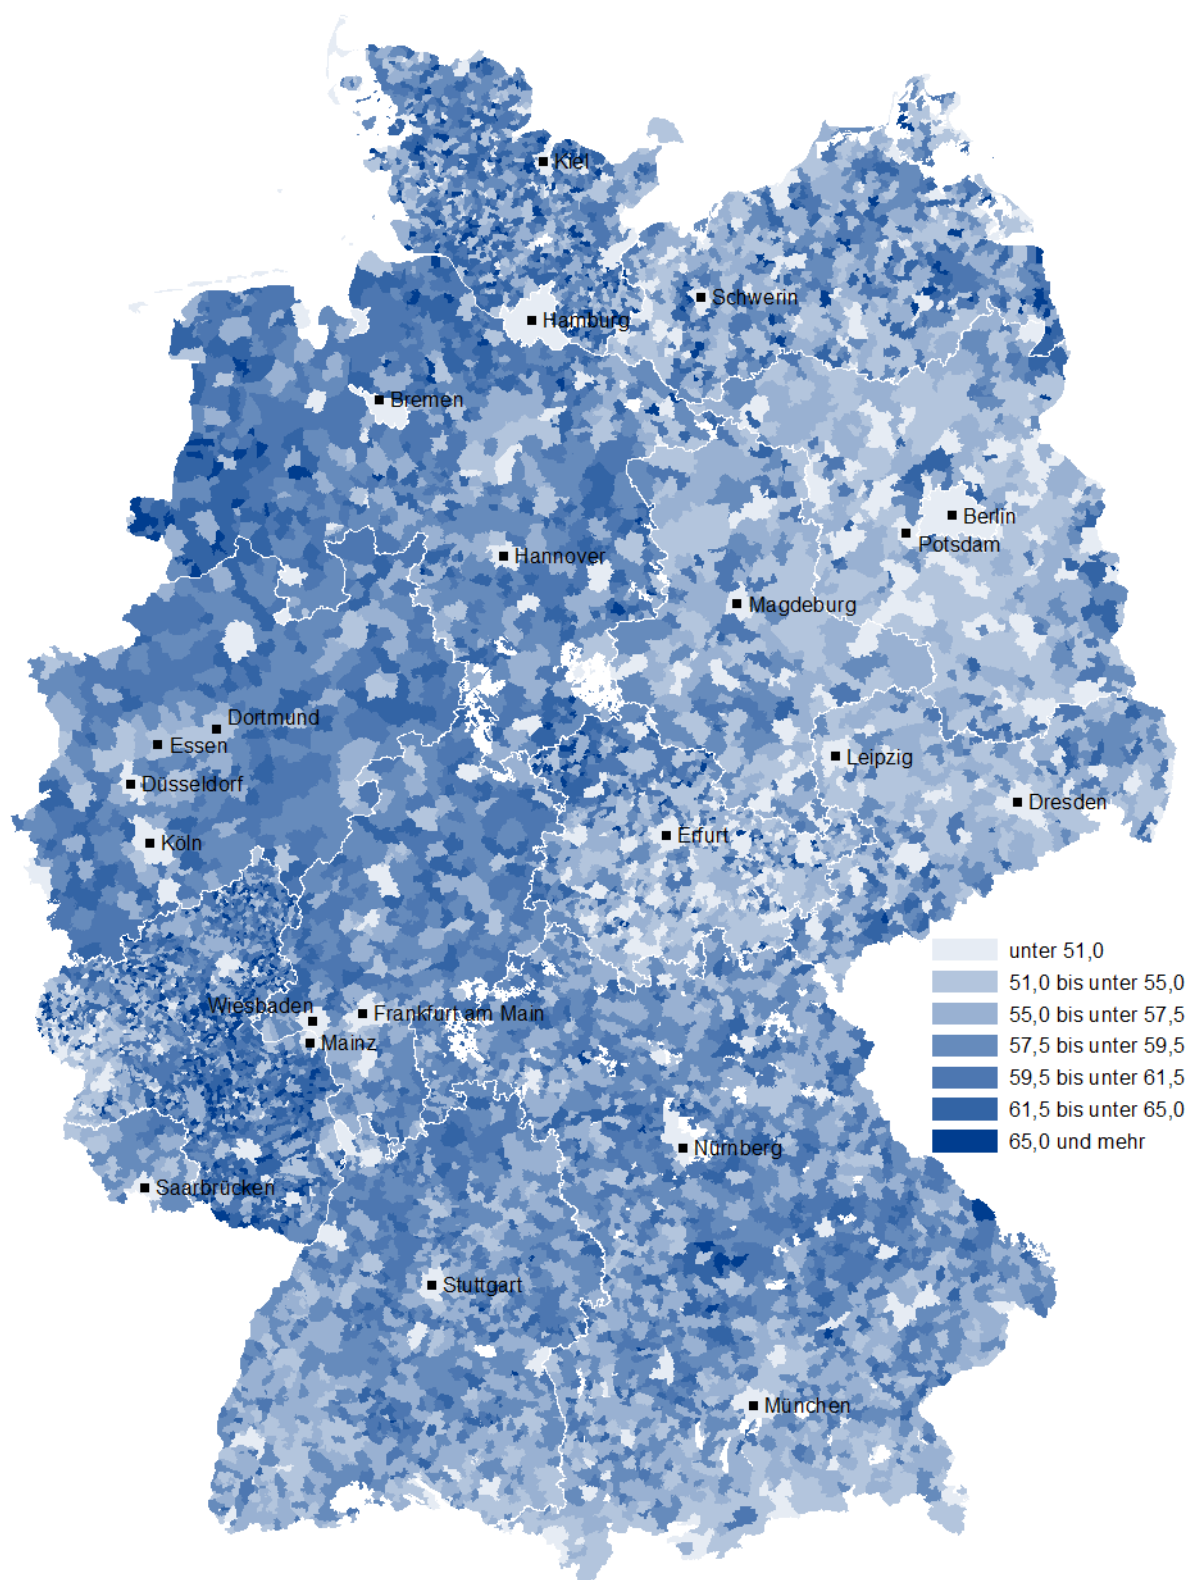 Kiel
Schwerin
Hamburg
Bremen
Berlin
Potsdam
Hannover
Magdeburg
Dortmund
Essen
Leipzig
Düsseldorf
Dresden
Köln
Erfurt
unter 51,0
51,0 bis unter 55,0
55,0 bis unter 57,5
57,5 bis unter 59,5
59,5 bis unter 61,5
61,5 bis unter 65,0
65,0 und mehr
Wiesbaden
Frankfurt am Main
Mainz
Nürnberg
Saarbrücken
Stuttgart
München